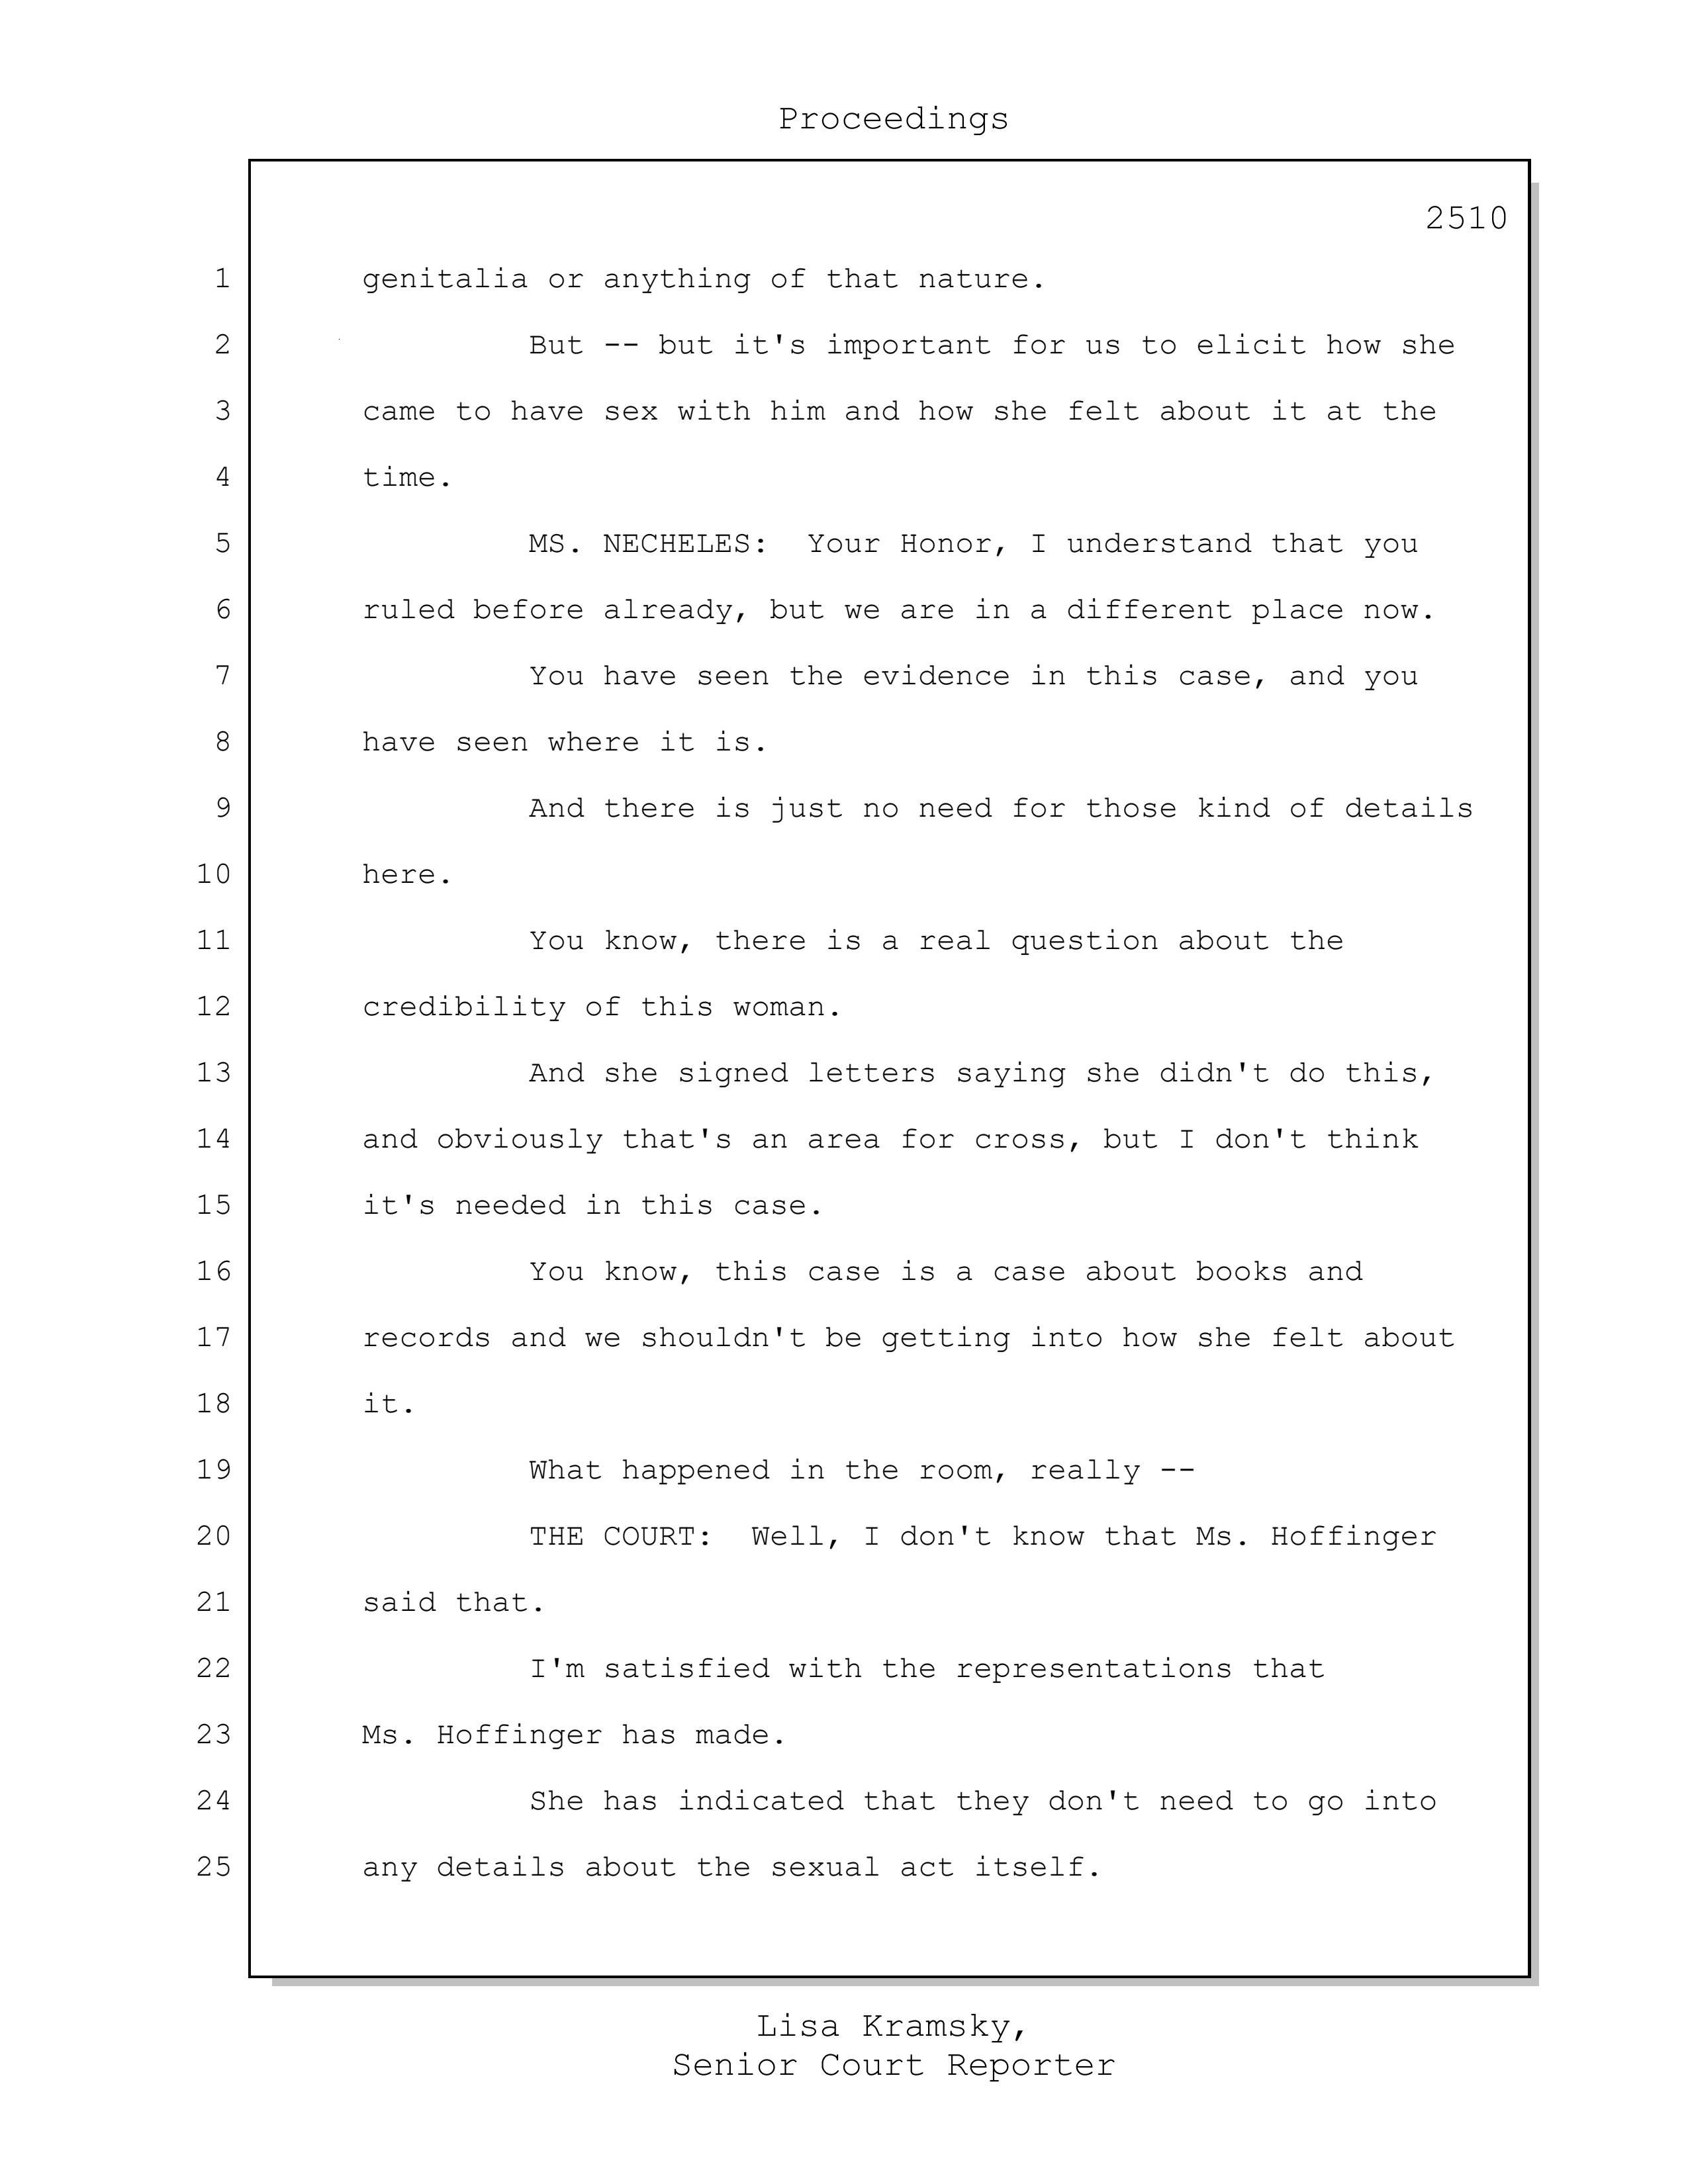 Proceedings
2510
1 genitalia or anything of that nature.
2 But -- but it's important for us to elicit how she
3 came to have sex with him and how she felt about it at the
4 time.
5 MS. NECHELES: Your Honor, I understand that you
6 ruled before already, but we are in a different place now.
7 You have seen the evidence in this case, and you
8 have seen where it is.
9 And there is just no need for those kind of details
10 here.
11 You know, there is a real question about the
12 credibility of this woman.
13 And she signed letters saying she didn't do this,
14 and obviously that's an area for cross, but I don't think
15 it's needed in this case.
16 You know, this case is a case about books and
17 records and we shouldn't be getting into how she felt about
18 it.
19 What happened in the room, really --
20 THE COURT: Well, I don't know that Ms. Hoffinger
21 said that.
22 I'm satisfied with the representations that
23 Ms. Hoffinger has made.
24 She has indicated that they don't need to go into
25 any details about the sexual act itself.
Lisa Kramsky,
Senior Court Reporter